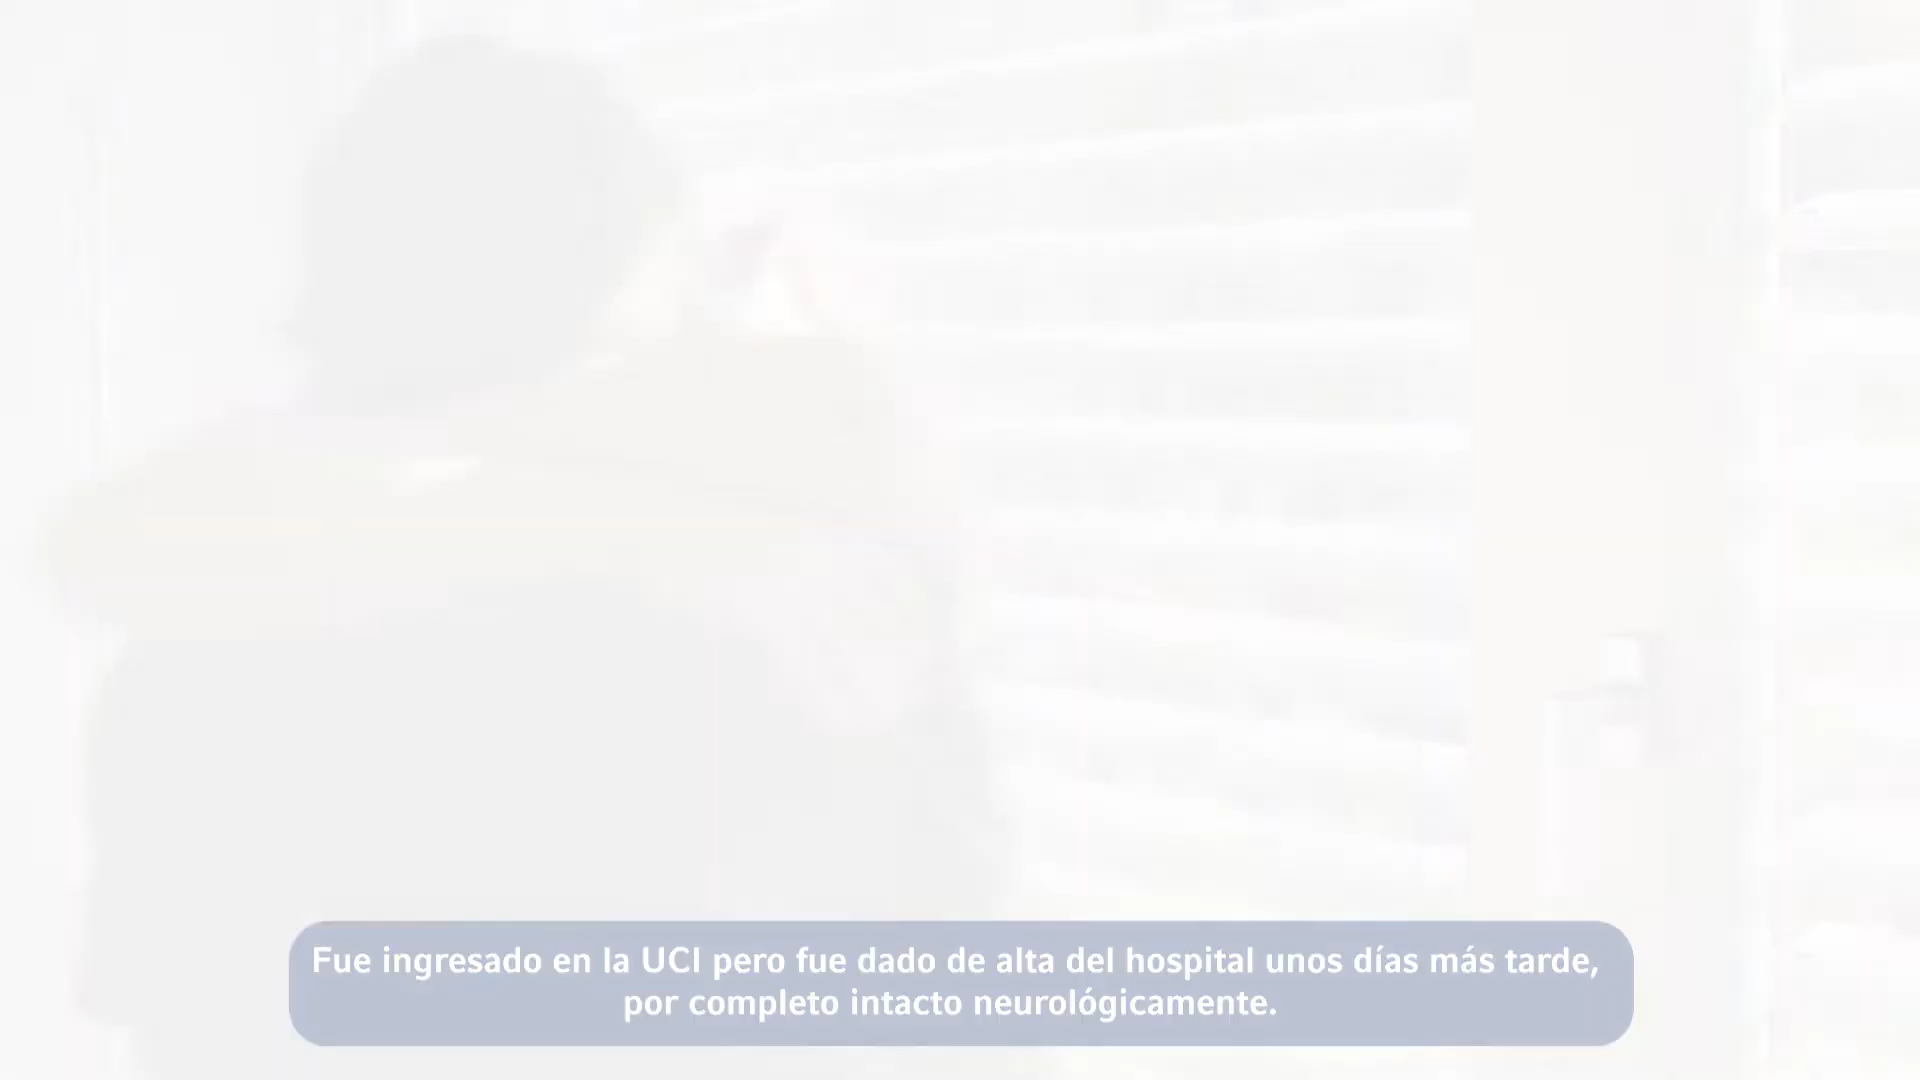 Fue ingresado en la UCI pero fue dado de alta del hospital unos días más tarde,
por completo intacto neurológicamente.